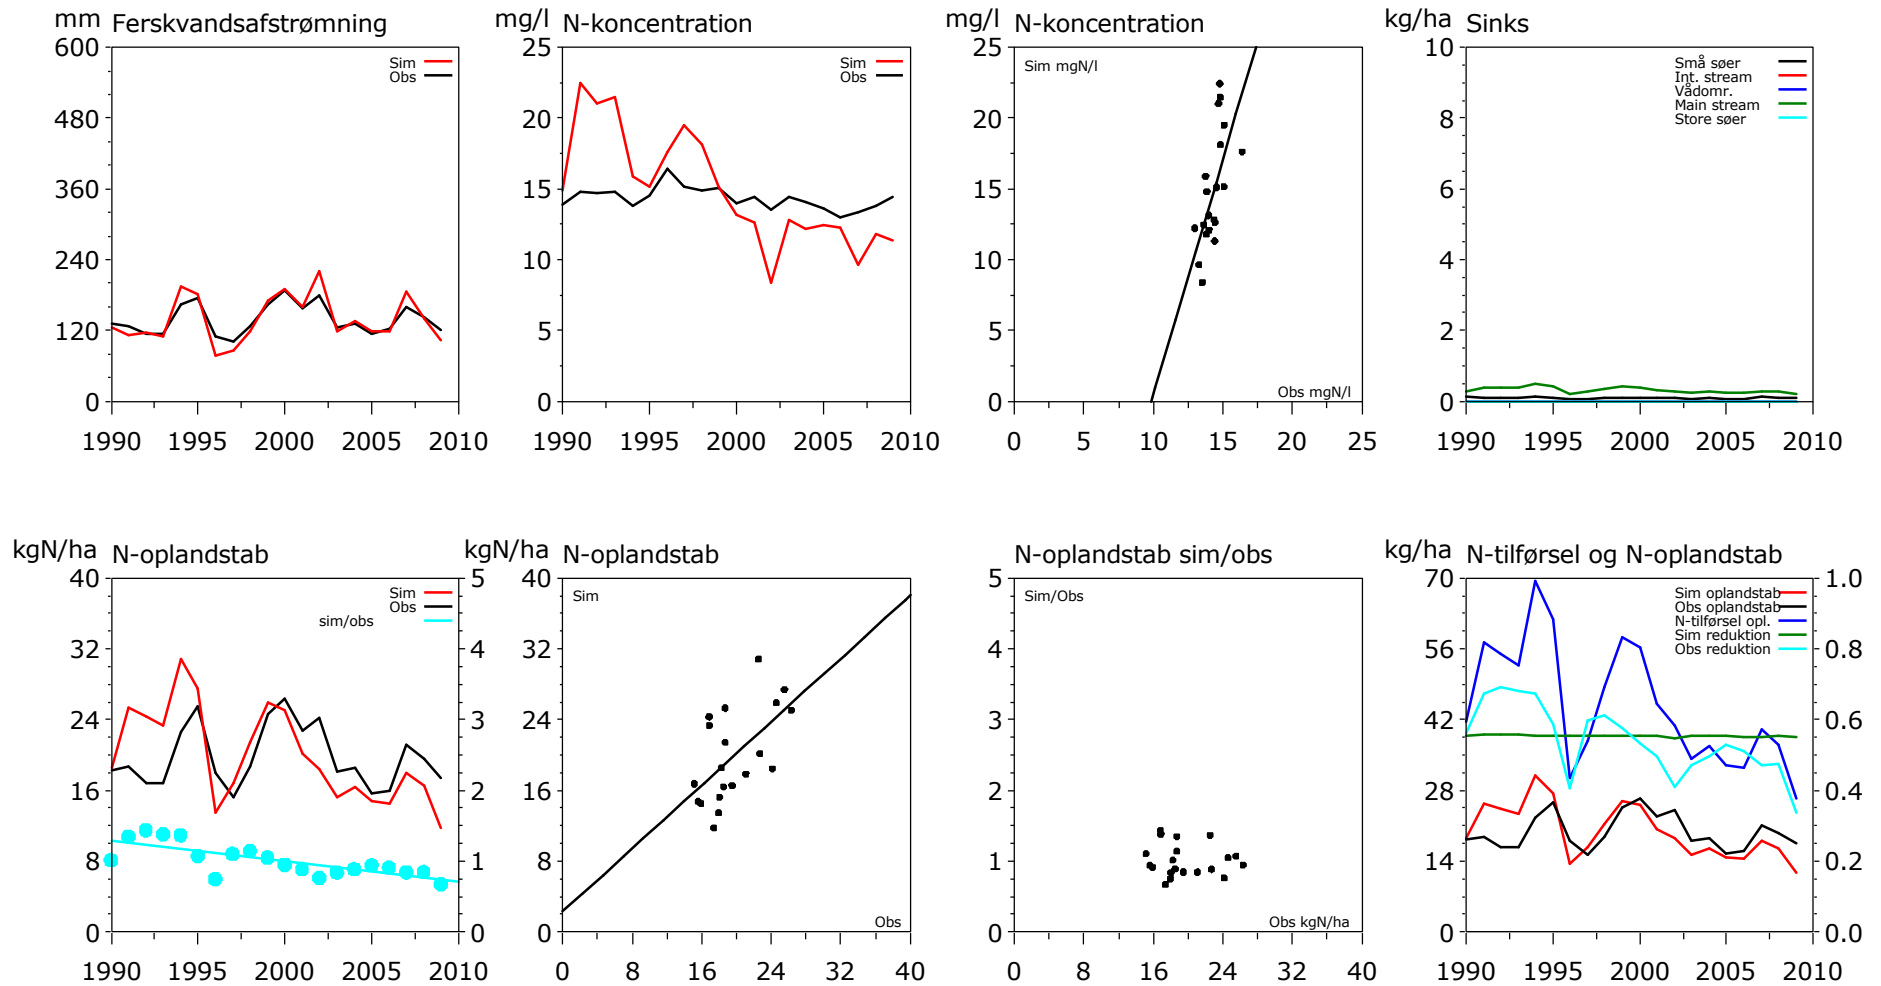 mm Ferskvandsafstrømning
600
480
360
240
120
0
1990 1995 2000 2005 2010
Sim
Obs
mg/l N-koncentration
25
20
15
10
5
0
1990 1995 2000 2005 2010
Sim
Obs
mg/l N-koncentration
25
20
15
10
5
0
0 5 10 15 20 25
Sim mgN/l
Obs mgN/l
kg/ha Sinks
10
8
6
4
2
0
1990 1995 2000 2005 2010
Små søer
Int. stream
Vådomr.
Main stream
Store søer
kgN/ha N-oplandstab
40
32
24
16
8
0
5
4
3
2
1
0
1990 1995 2000 2005 2010
Sim
Obs
sim/obs
kgN/ha N-oplandstab
40
32
24
16
8
0
0 8 16 24 32 40
Sim
Obs
N-oplandstab sim/obs
5
4
3
2
1
0
0 8 16 24 32 40
Sim/Obs
Obs kgN/ha
kg/ha N-tilførsel og N-oplandstab
70
56
42
28
14
0
1.0
0.8
0.6
0.4
0.2
0.0
1990 1995 2000 2005 2010
Sim oplandstab
Obs oplandstab
N-tilførsel opl.
Sim reduktion
Obs reduktion